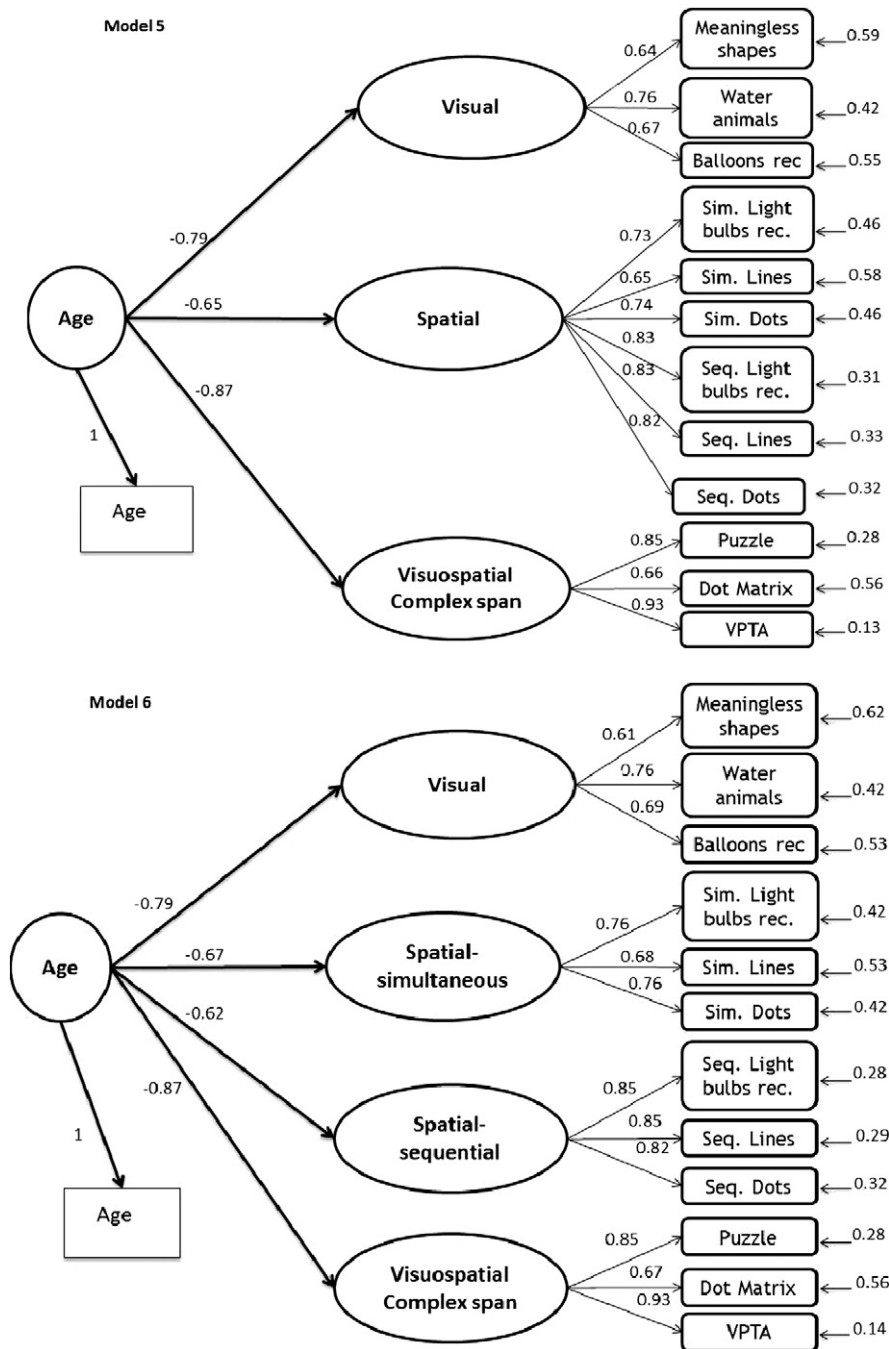 Model 5
Meaningless
shapes
0.59
0.64
Visual
0.76
Water
animals
0.42
0.67
Balloons rec
0.55
-0.79
Sim. Light
bulbs rec.
0.46
0.73
Age
-0.65
Spatial
0.65
Sim. Lines
0.58
0.74
Sim. Dots
0.46
0.83
Seq. Light
bulbs rec.
0.31
0.83
-0.87
0.82
Seq. Lines
0.33
1
Age
Seq. Dots
0.32
Visuospatial
Complex span
0.85
Puzzle
0.28
0.66
Dot Matrix
0.56
0.93
VPTA
0.13
Model 6
Meaningless
shapes
0.62
0.61
Visual
0.76
Water
animals
0.42
0.69
Balloons rec
0.53
-0.79
Sim. Light
bulbs rec.
0.42
0.76
Age
-0.67
Spatial-
simultaneous
0.68
Sim. Lines
0.53
0.76
Sim. Dots
0.42
-0.62
Seq. Light
bulbs rec.
0.28
-0.87
0.85
Spatial-
sequential
0.85
Seq. Lines
0.29
0.82
Seq. Dots
0.32
1
Age
Visuospatial
Complex span
0.85
Puzzle
0.28
0.67
Dot Matrix
0.56
0.93
VPTA
0.14